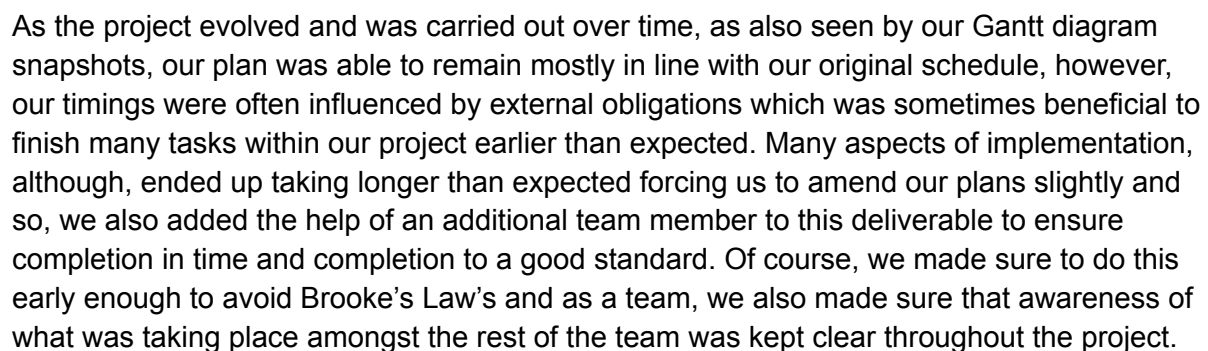 As the project evolved and was carried out over time, as also seen by our Gantt diagram
snapshots, our plan was able to remain mostly in line with our original schedule, however,
our timings were often influenced by external obligations which was sometimes beneficial to
finish many tasks within our project earlier than expected. Many aspects of implementation,
although, ended up taking longer than expected forcing us to amend our plans slightly and
so, we also added the help of an additional team member to this deliverable to ensure
completion in time and completion to a good standard. Of course, we made sure to do this
early enough to avoid Brooke’s Law’s and as a team, we also made sure that awareness of
what was taking place amongst the rest of the team was kept clear throughout the project.